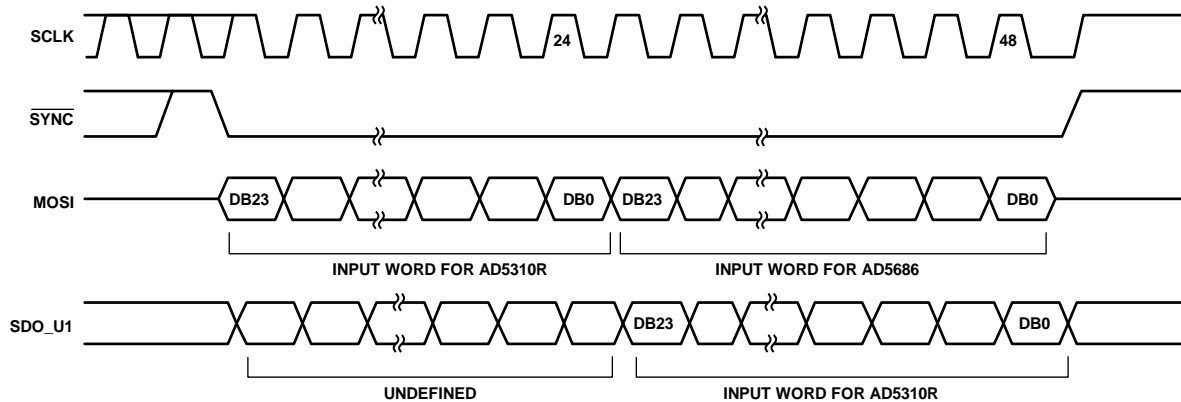 SCLK
24
48
SYNC
MOSI
DB23
DB0
DB23
DB0
INPUT WORD FOR AD5310R
INPUT WORD FOR AD5686
SDO_U1
DB23
DB0
UNDEFINED
INPUT WORD FOR AD5310R